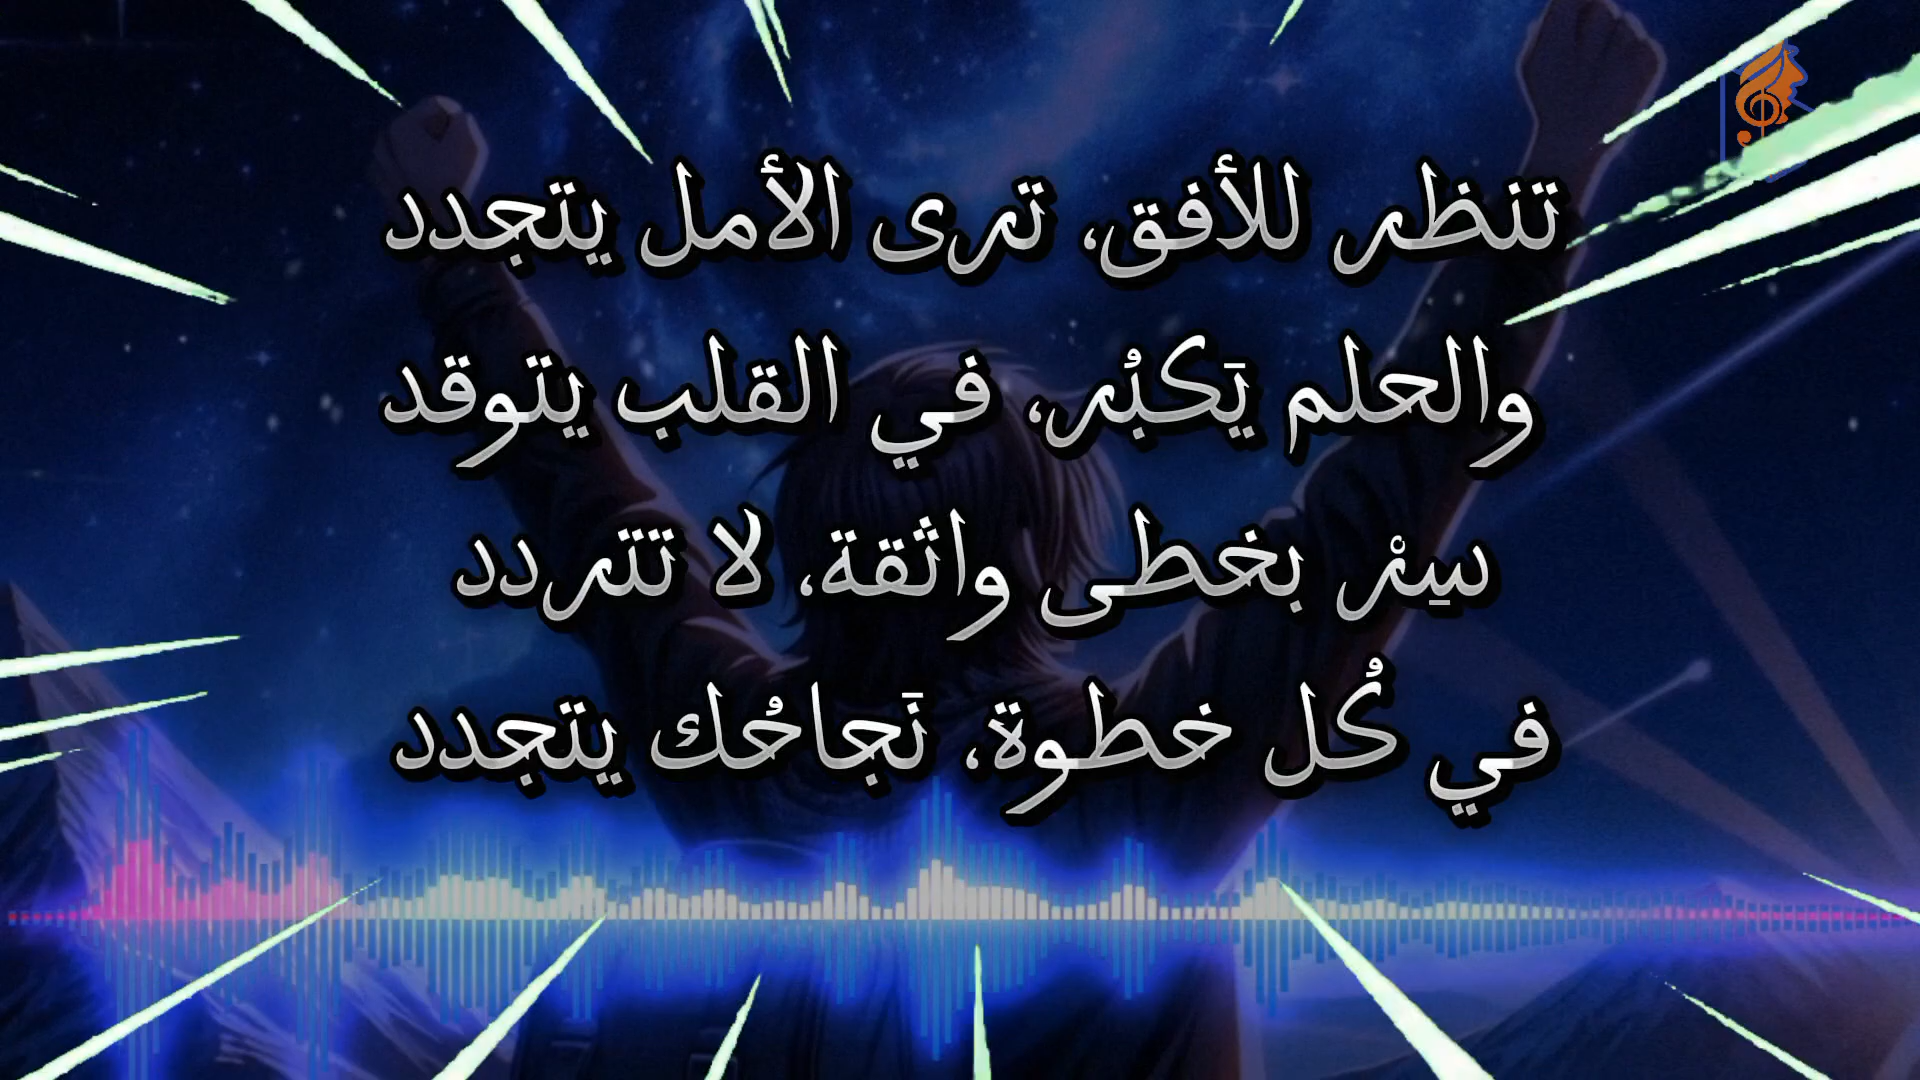 تنظر للأفق، ترى الأمل يتجدد
والحلم يَكبُر، في القلب يتوقد
سِرْ بخطى واثقة، لا تتردد
في كُل خطوة، نَجاحُك يتجدد